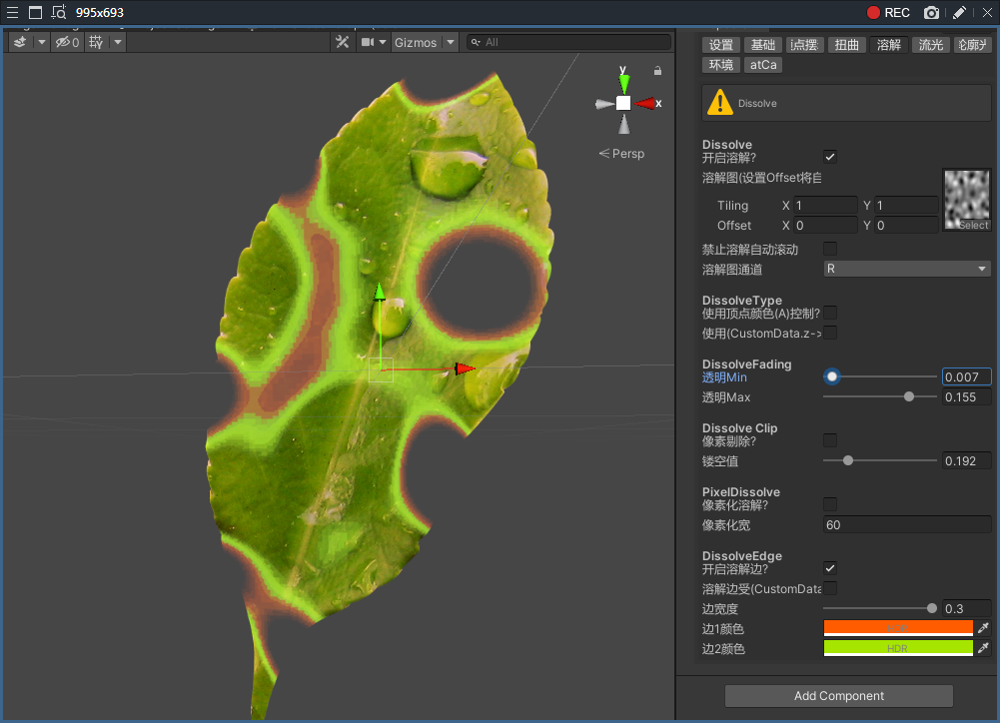 995x693
REC
0
Gizmos
All
y
x
Persp
设置 基础 扭曲 溶解 流光
环境 atCa
Dissolve
Dissolve
开启溶解?
溶解图(设置Offset将自
Tiling X 1 Y 1
Offset X 0 Y 0
Select
禁止溶解自动滚动
溶解图通道 R
DissolveType
使用顶点颜色(A)控制?
使用(CustomData.z->
DissolveFading
透明Min 0.007
透明Max 0.155
Dissolve Clip
像素剔除?
镂空值 0.192
PixelDissolve
像素化溶解?
像素化宽 60
DissolveEdge
开启溶解边?
溶解边受(CustomData
边宽度 0.3
边1颜色
边2颜色 HDR
Add Component